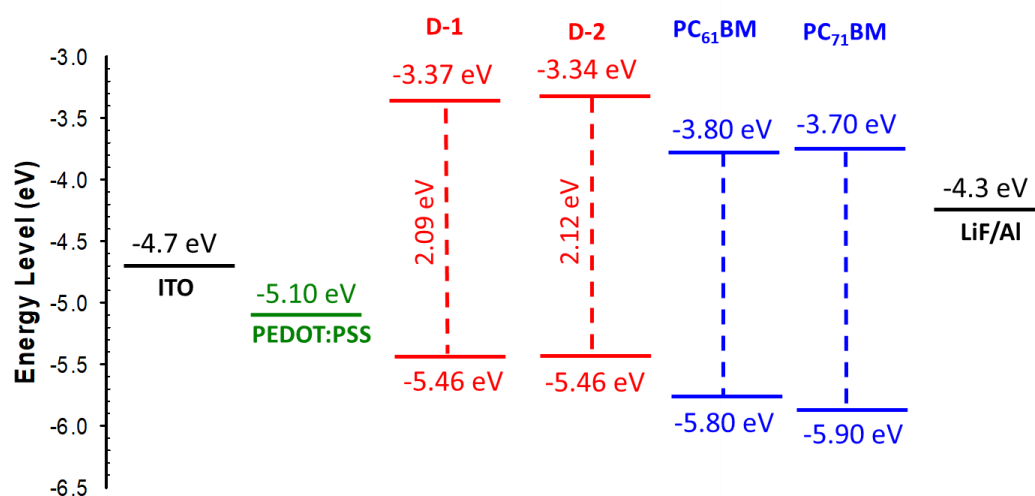 D-1
D-2
PC61BM
PC71BM
Energy Level (eV)
-3.0
-3.5
-4.0
-4.5
-5.0
-5.5
-6.0
-6.5
-4.7 eV
ITO
-5.10 eV
PEDOT:PSS
-3.37 eV
2.09 eV
-5.46 eV
-3.34 eV
2.12 eV
-5.46 eV
-3.80 eV
-5.80 eV
-3.70 eV
-5.90 eV
-4.3 eV
LiF/Al